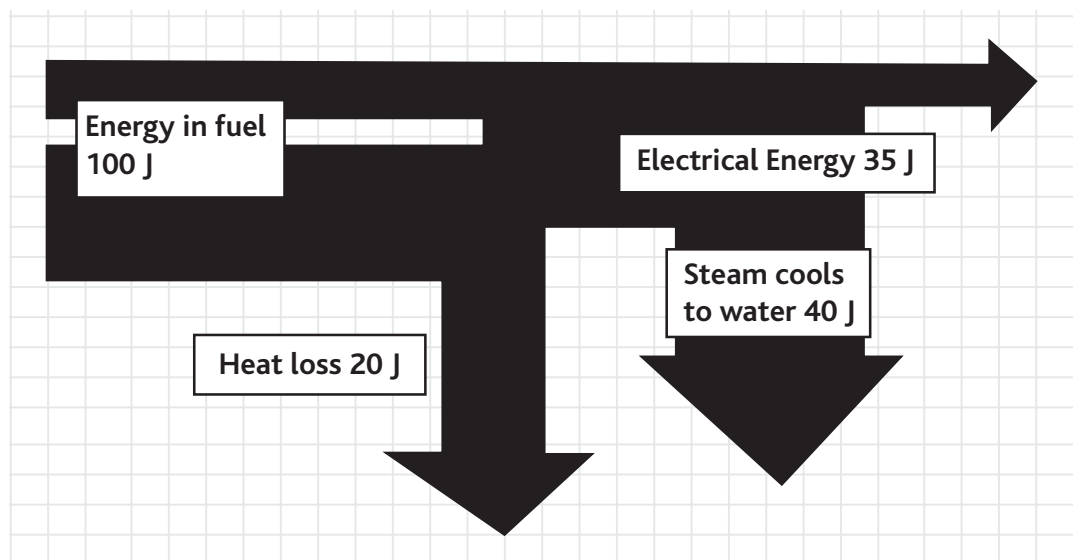 Energy in fuel
100 J
Electrical Energy 35 J
Steam cools
to water 40 J
Heat loss 20 J